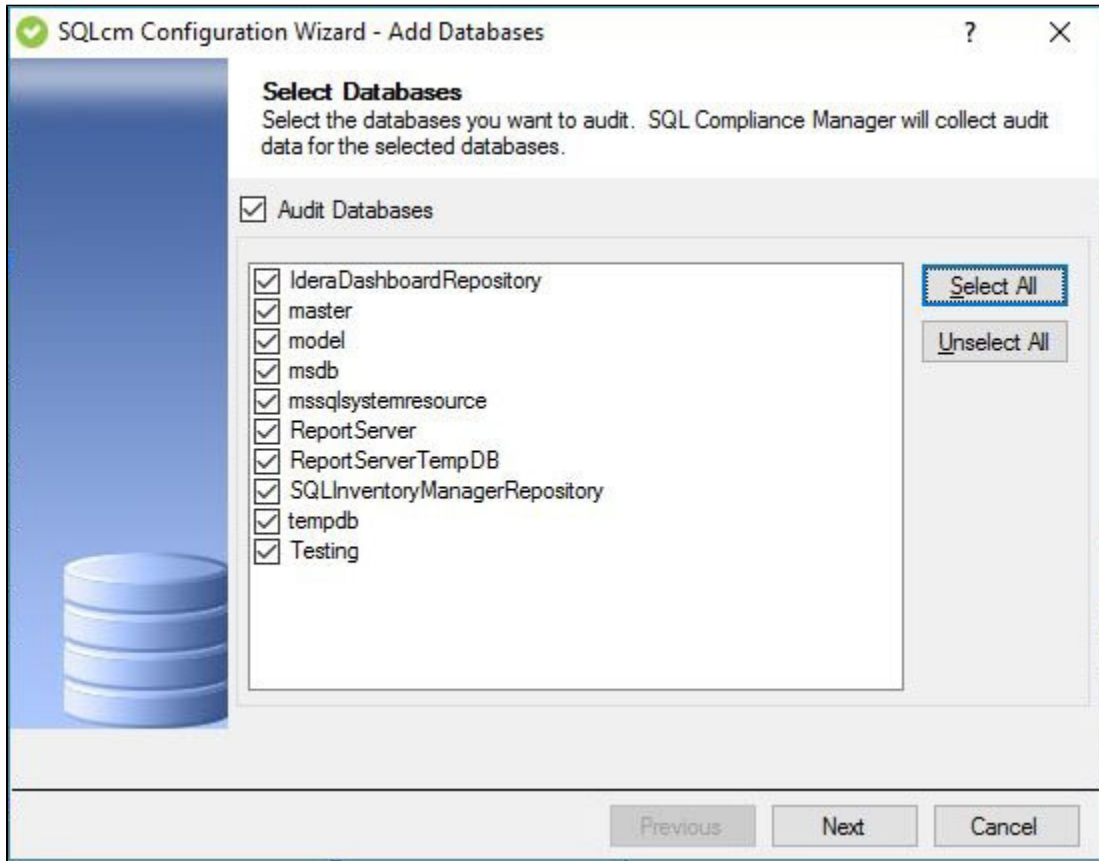 SQLcm Configuration Wizard - Add Databases
?
Select Databases
Select the databases you want to audit. SQL Compliance Manager will collect audit
data for the selected databases.
Audit Databases
IderaDashboardRepository
master
model
msdb
mssqlsystemresource
ReportServer
ReportServerTempDB
SQLInventoryManagerRepository
tempdb
Testing
Select All
Unselect All
Previous
Next
Cancel